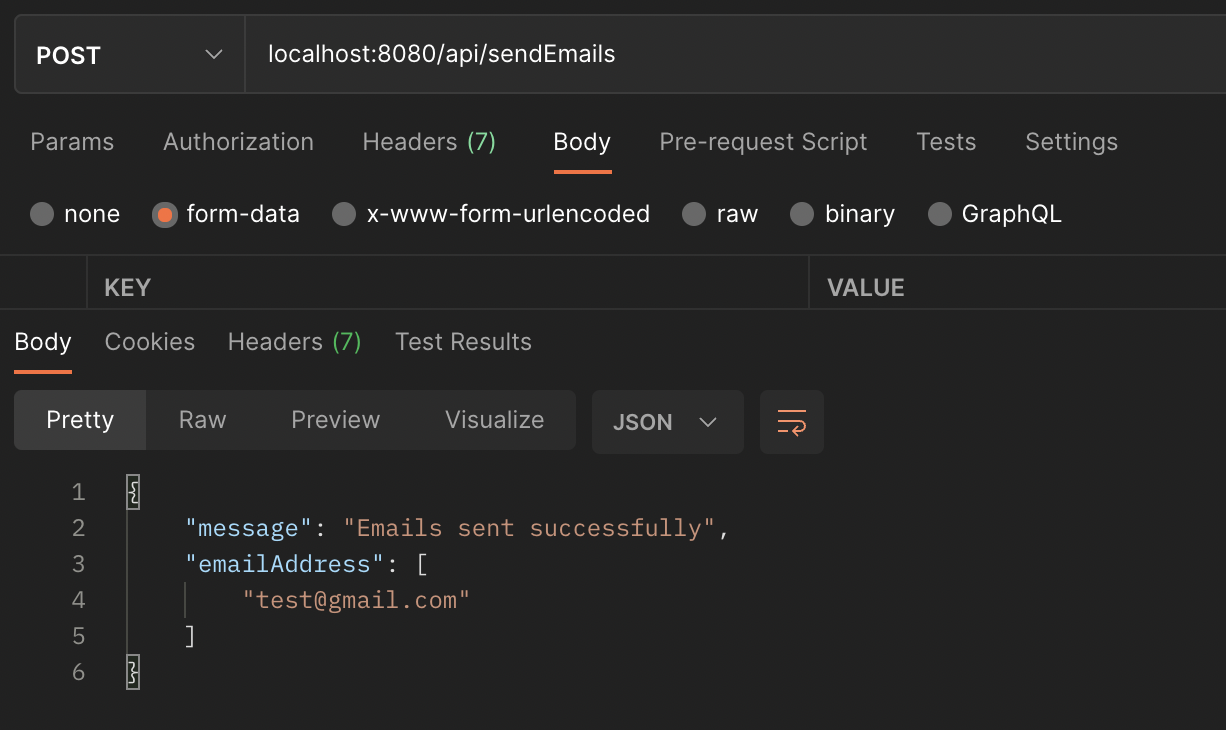 POST localhost:8080/api/sendEmails
Params Authorization Headers (7) Body Pre-request Script Tests Settings
none form-data x-www-form-urlencoded raw binary GraphQL
KEY VALUE
Body Cookies Headers (7) Test Results
Pretty Raw Preview Visualize JSON
1 {
2 "message": "Emails sent successfully",
3 "emailAddress": [
4 "test@gmail.com"
5 ]
6 }